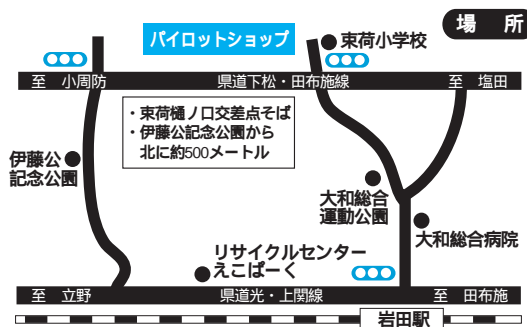 場 所
パイロットショップ
束荷小学校
至 小周防
県道下松・田布施線
至 塩田
・束荷樋ノ口交差点そば
・伊藤公記念公園から
北に約500メートル
伊藤公
記念公園
大和総合
運動公園
大和総合病院
リサイクルセンター
えこぱーく
至 立野
県道光・上関線
至 田布施
岩田駅